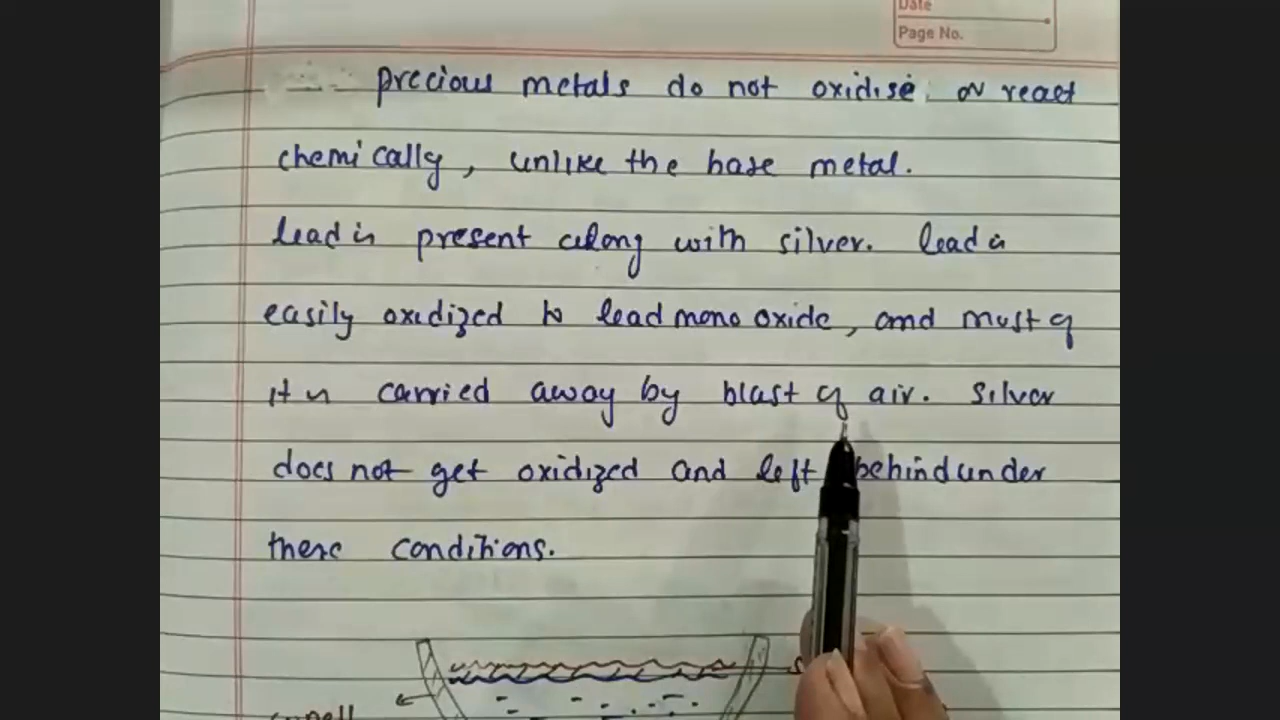 Date
Page No.
precious metals do not oxidise or react
chemically, unlike the base metal.
lead is present along with silver. lead is
easily oxidized to lead mono oxide, and most of
it is carried away by blast of air. silver
does not get oxidized and left behind under
these conditions.